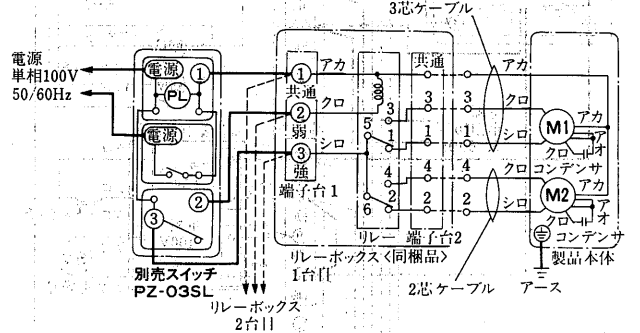 3芯ケーブル
電源
単相100V
50/60Hz
電源
PL
1
電源
3
2
別売スイッチ
PZ-03SL
1
共通
2
弱
3
強
端子台1
アカ
クロ
シロ
5
3
1
4
2
6
リレー
共通
3
3
1
1
4
4
2
2
端子台2
リレーボックス〈同梱品〉
1台目
リレーボックス
2台目
アカ
クロ
シロ
クロ
シロ
2芯ケーブル
M1
アカ
ア
オ
クロ
コンデンサ
アカ
M2
ア
オ
クロ
コンデンサ
製品本体
アース